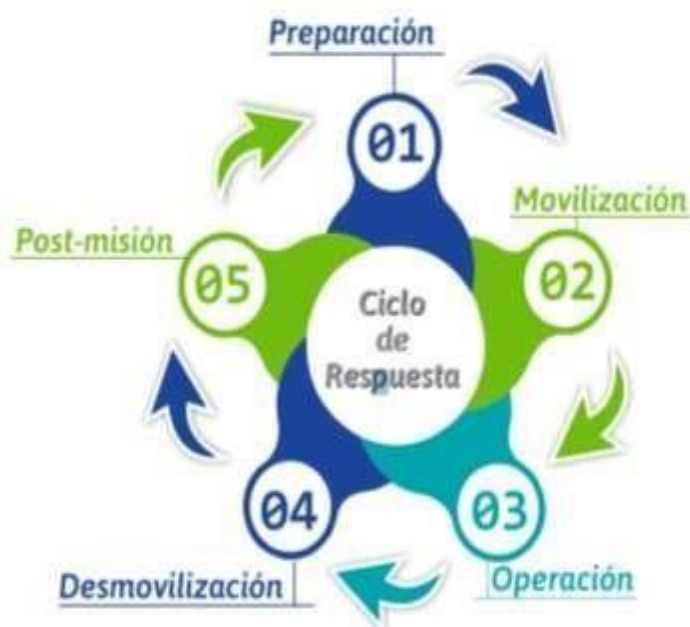 Preparación
01
Movilización
02
Post-misión
05
Ciclo
de
Respuesta
04
03
Desmovilización
Operación